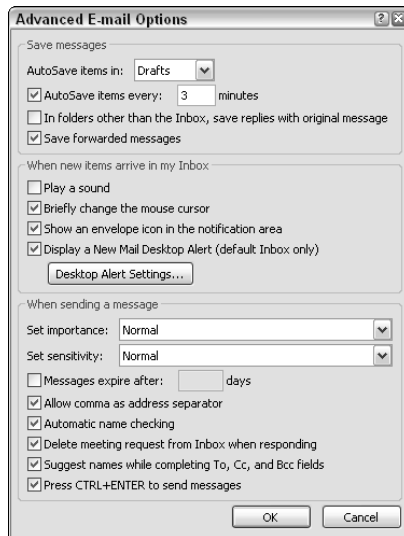 Advanced E-mail Options
Save messages
AutoSave items in: Drafts
AutoSave items every: 3 minutes
In folders other than the Inbox, save replies with original message
Save forwarded messages
When new items arrive in my Inbox
Play a sound
Briefly change the mouse cursor
Show an envelope icon in the notification area
Display a New Mail Desktop Alert (default Inbox only)
Desktop Alert Settings...
When sending a message
Set importance: Normal
Set sensitivity: Normal
Messages expire after: days
Allow comma as address separator
Automatic name checking
Delete meeting request from Inbox when responding
Suggest names while completing To, Cc, and Bcc fields
Press CTRL+ENTER to send messages
OK Cancel